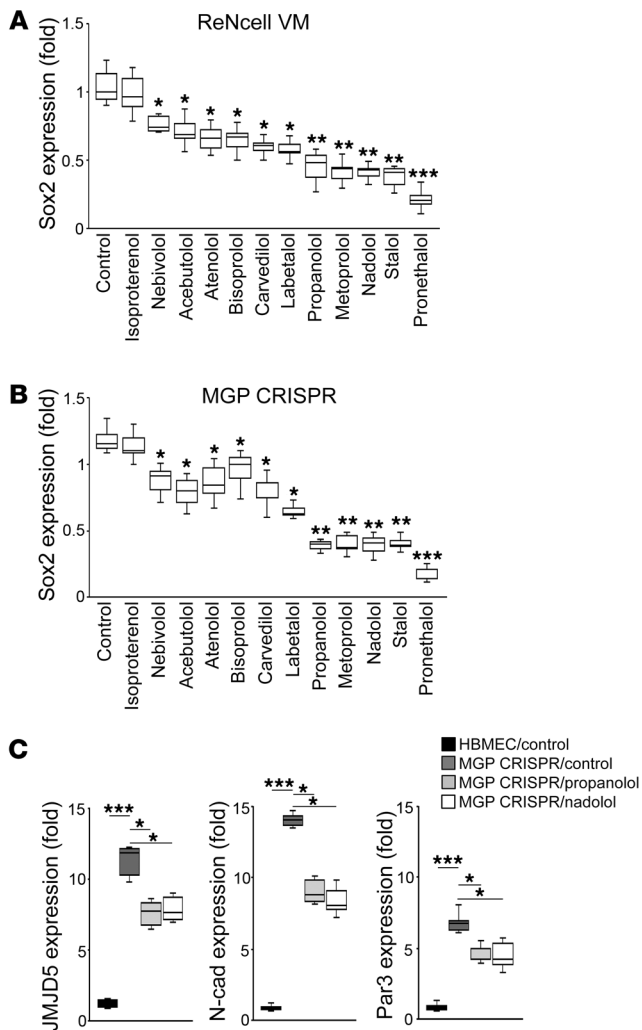 A
ReNcell VM
Sox2 expression (fold)
1.5
1
0.5
0
* * * * * * ** ** ** ** ***
Control
Isoproterenol
Nebivolol
Acebutolol
Atenolol
Bisoprolol
Carvedilol
Labetalol
Propanolol
Metoprolol
Nadolol
Stalol
Pronethalol
B
MGP CRISPR
Sox2 expression (fold)
1.5
1
0.5
0
* * * * * * ** ** ** ** ***
Control
Isoproterenol
Nebivolol
Acebutolol
Atenolol
Bisoprolol
Carvedilol
Labetalol
Propanolol
Metoprolol
Nadolol
Stalol
Pronethalol
C
HBMEC/control
MGP CRISPR/control
MGP CRISPR/propanolol
MGP CRISPR/nadolol
JMJD5 expression (fold)
15
10
5
0
*** *
*
N-cad expression (fold)
15
10
5
0
*** *
*
Par3 expression (fold)
15
10
5
0
***
*
*